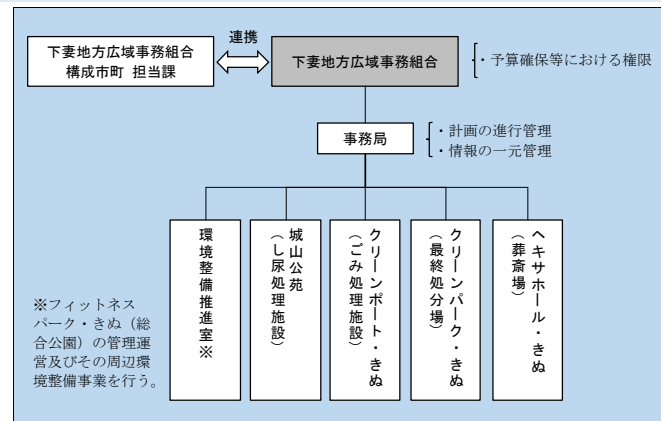 連携
下妻地方広域事務組合
構成市町 担当課
下妻地方広域事務組合
・予算確保等における権限
事務局
・計画の進行管理
・情報の一元管理
環境整備推進室※
城山公苑
（し尿処理施設）
クリーンポート・きぬ
（ごみ処理施設）
クリーンパーク・きぬ
（最終処分場）
ヘキサホール・きぬ
（葬斎場）
※フィットネス
パーク・きぬ（総
合公園）の管理運
営及びその周辺環
境整備事業を行う。